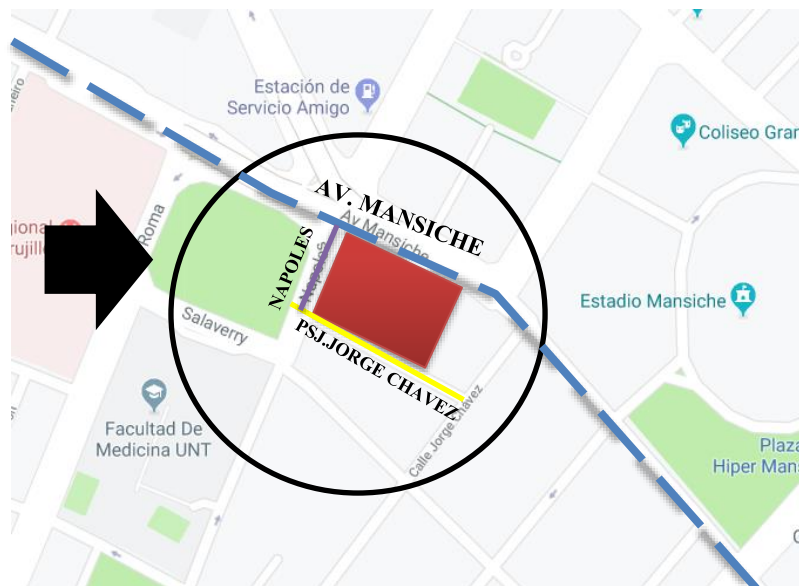 Estación de
Servicio Amigo
Coliseo Gran
AV. MANSICHE
Av Mansiche
Roma
NAPOLES
Napoles
Estadio Mansiche
Salaverry
PSJ.JORGE CHAVEZ
Calle Jorge Chávez
Facultad De
Medicina UNT
Plaza
Hiper Mans